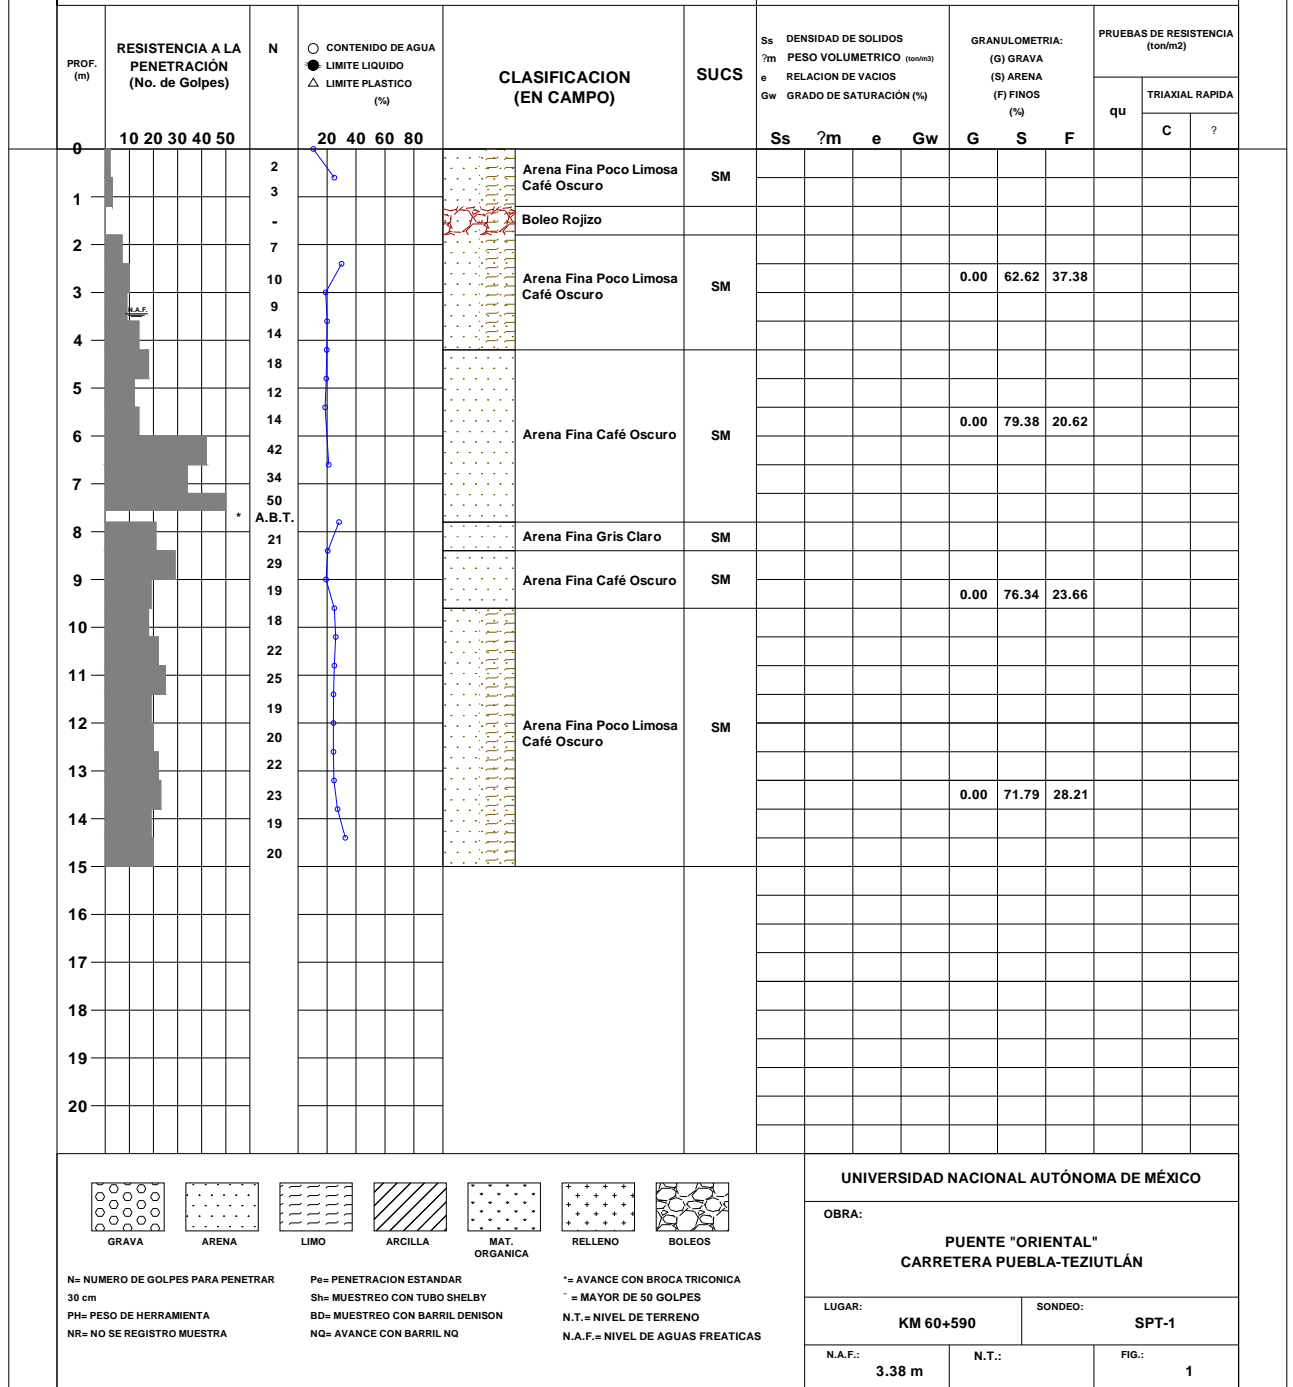 PROF.
(m)
RESISTENCIA A LA
PENETRACIÓN
(No. de Golpes)
10 20 30 40 50
N
CONTENIDO DE AGUA
LIMITE LIQUIDO
LIMITE PLASTICO
(%)
20 40 60 80
CLASIFICACION
(EN CAMPO)
SUCS
Ss DENSIDAD DE SOLIDOS
?m PESO VOLUMETRICO (ton/m3)
e RELACION DE VACIOS
Gw GRADO DE SATURACIÓN (%)
Ss ?m e Gw
GRANULOMETRIA:
(G) GRAVA
(S) ARENA
(F) FINOS
(%)
G S F
PRUEBAS DE RESISTENCIA
(ton/m2)
qu
TRIAXIAL RAPIDA
C ?
0
1
2
3
4
5
6
7
8
9
10
11
12
13
14
15
16
17
18
19
20
N.A.F.
*
2
3
-
7
10
9
14
18
12
14
42
34
50
A.B.T.
21
29
19
18
22
25
19
20
22
23
19
20
Arena Fina Poco Limosa
Café Oscuro
SM
Boleo Rojizo
Arena Fina Poco Limosa
Café Oscuro
SM
0.00 62.62 37.38
Arena Fina Café Oscuro
SM
0.00 79.38 20.62
Arena Fina Gris Claro
SM
Arena Fina Café Oscuro
SM
0.00 76.34 23.66
Arena Fina Poco Limosa
Café Oscuro
SM
0.00 71.79 28.21
GRAVA
ARENA
LIMO
ARCILLA
MAT.
ORGANICA
RELLENO
BOLEOS
N= NUMERO DE GOLPES PARA PENETRAR
30 cm
PH= PESO DE HERRAMIENTA
NR= NO SE REGISTRO MUESTRA
Pe= PENETRACION ESTANDAR
Sh= MUESTREO CON TUBO SHELBY
BD= MUESTREO CON BARRIL DENISON
NQ= AVANCE CON BARRIL NQ
*= AVANCE CON BROCA TRICONICA
¨ = MAYOR DE 50 GOLPES
N.T.= NIVEL DE TERRENO
N.A.F.= NIVEL DE AGUAS FREATICAS
UNIVERSIDAD NACIONAL AUTÓNOMA DE MÉXICO
OBRA:
PUENTE "ORIENTAL"
CARRETERA PUEBLA-TEZIUTLÁN
LUGAR:
KM 60+590
SONDEO:
SPT-1
N.A.F.:
3.38 m
N.T.:
FIG.:
1